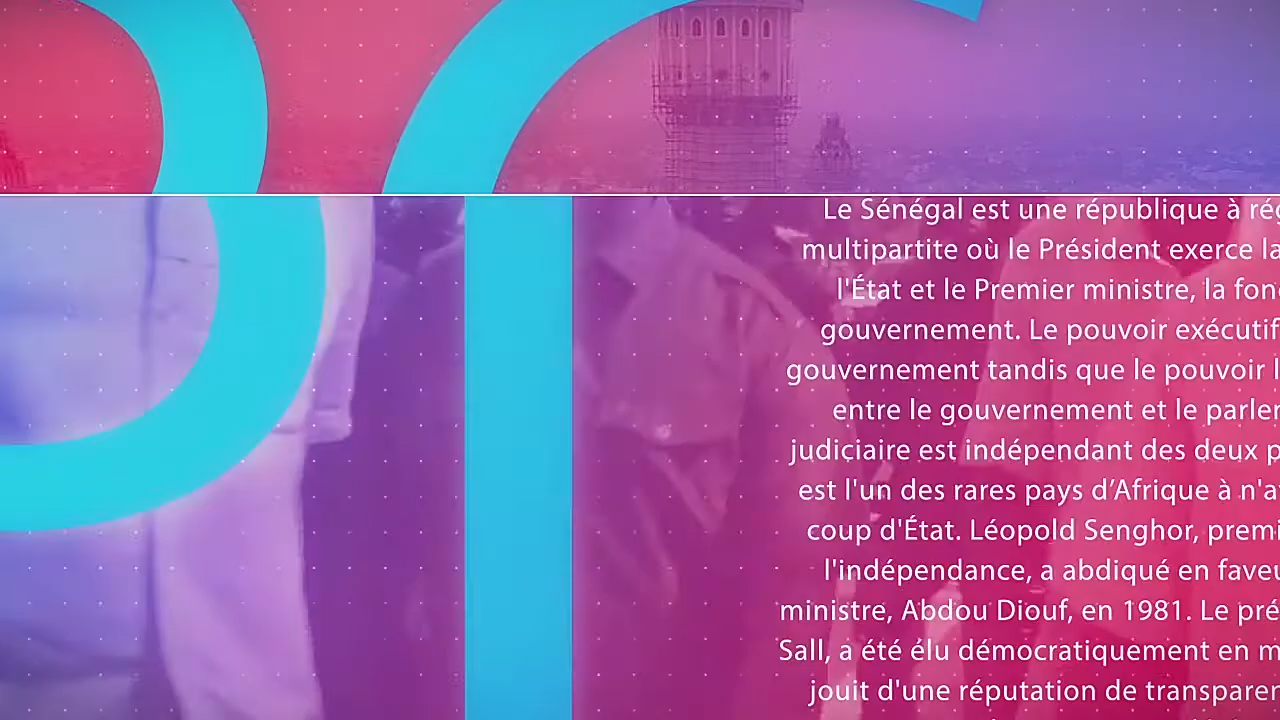 Le Sénégal est une république à
multipartite où le Président exerce
l'État et le Premier ministre, la
gouvernement. Le pouvoir exécutif
gouvernement tandis que le pouvoir
entre le gouvernement et le
judiciaire est indépendant des deux
est l'un des rares pays d’Afrique à
coup d'État. Léopold Senghor,
l'indépendance, a abdiqué en
ministre, Abdou Diouf, en 1981. Le
Sall, a été élu démocratiquement en
jouit d'une réputation de